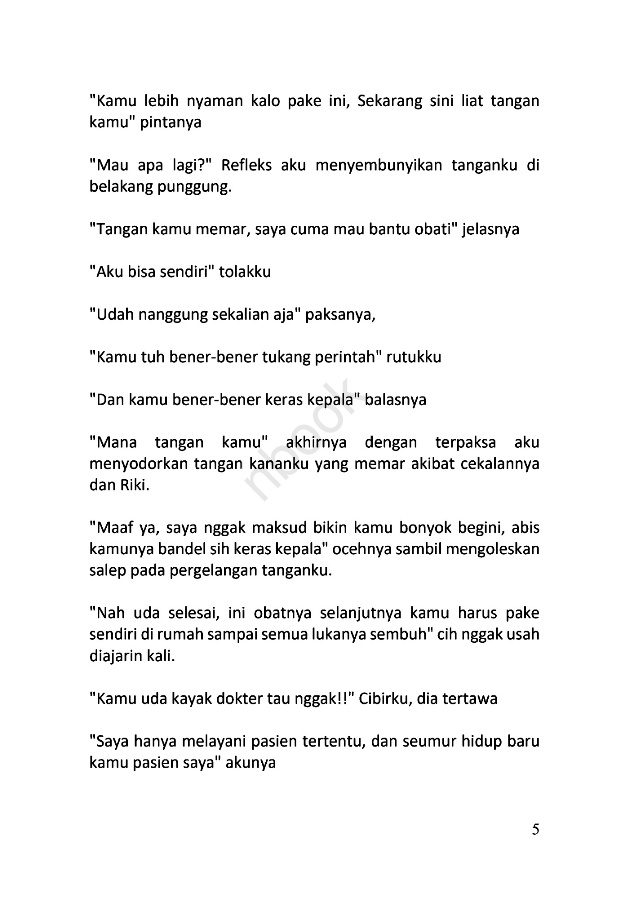 "Kamu lebih nyaman kalo pake ini, Sekarang sini liat tangan
kamu" pintanya
"Mau apa lagi?" Refleks aku menyembunyikan tanganku di
belakang punggung.
"Tangan kamu memar, saya cuma mau bantu obati" jelasnya
"Aku bisa sendiri" tolakku
"Udah nanggung sekalian aja" paksanya,
"Kamu tuh bener-bener tukang perintah" rutukku
"Dan kamu bener-bener keras kepala" balasnya
"Mana tangan kamu" akhirnya dengan terpaksa aku
menyodorkan tangan kananku yang memar akibat cekalannya
dan Riki.
"Maaf ya, saya nggak maksud bikin kamu bonyok begini, abis
kamunya bandel sih keras kepala" ocehnya sambil mengoleskan
salep pada pergelangan tanganku.
"Nah uda selesai, ini obatnya selanjutnya kamu harus pake
sendiri di rumah sampai semua lukanya sembuh" cih nggak usah
diajarin kali.
"Kamu uda kayak dokter tau nggak!!" Cibirku, dia tertawa
"Saya hanya melayani pasien tertentu, dan seumur hidup baru
kamu pasien saya" akunya
5
nbook